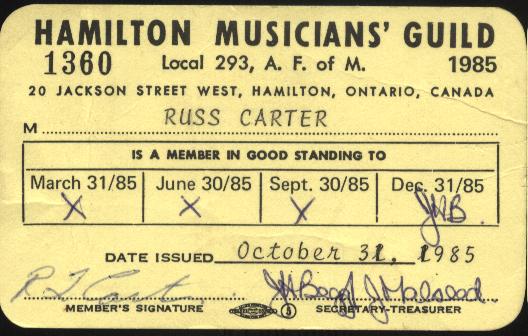 HAMILTON MUSICIANS' GUILD
1360 Local 293, A. F. of M. 1985
20 JACKSON STREET WEST, HAMILTON, ONTARIO, CANADA
M RUSS CARTER
IS A MEMBER IN GOOD STANDING TO
March 31/85 June 30/85 Sept. 30/85 Dec. 31/85
X X X JHB.
DATE ISSUED October 31, 1985
MEMBER'S SIGNATURE SECRETARY-TREASURER